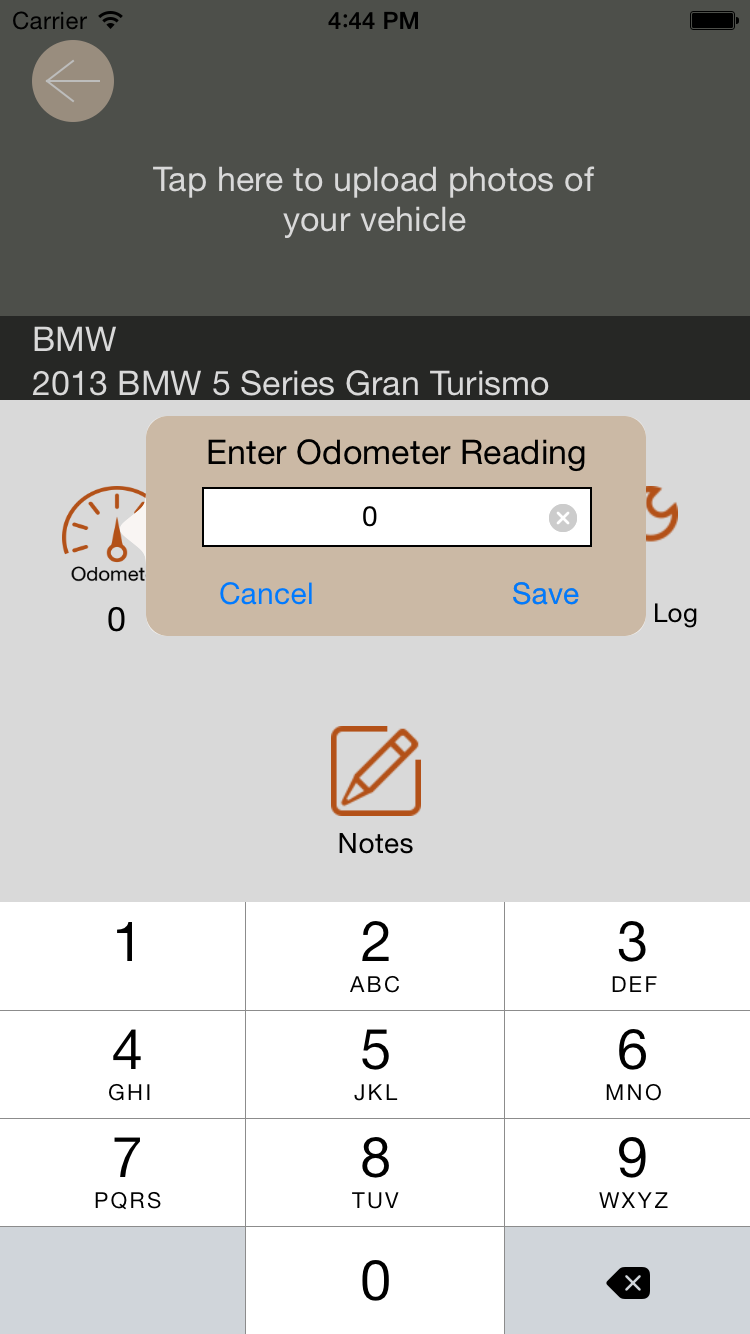 Carrier 4:44 PM
Tap here to upload photos of
your vehicle
BMW
2013 BMW 5 Series Gran Turismo
Enter Odometer Reading
0
Cancel Save
Odomet
0
Log
Notes
1 2 3
ABC DEF
4 5 6
GHI JKL MNO
7 8 9
PQRS TUV WXYZ
0